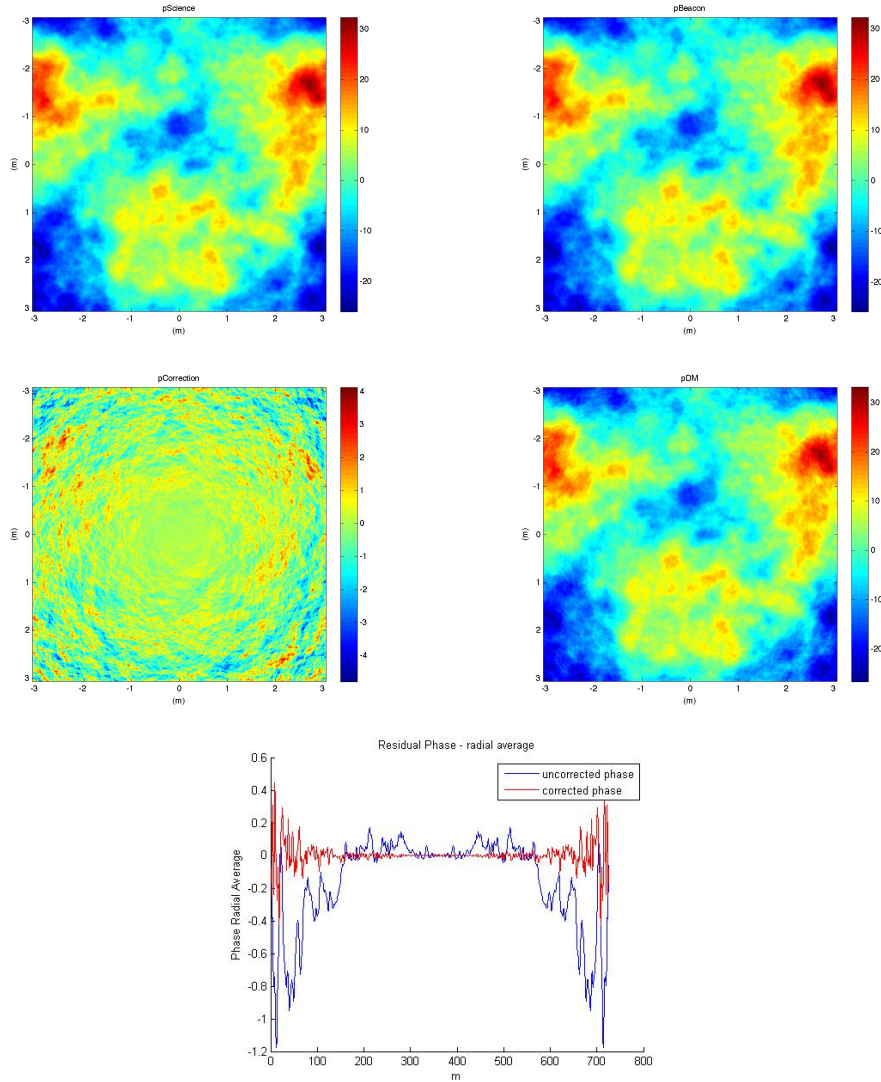 pScience
-3
-2
-1
0
1
2
3
(m)
-3 -2 -1 0 1 2 3
(m)
30
20
10
0
-10
-20
pBeacon
-3
-2
-1
0
1
2
3
(m)
-3 -2 -1 0 1 2 3
(m)
30
20
10
0
-10
-20
pCorrection
-3
-2
-1
0
1
2
3
(m)
-3 -2 -1 0 1 2 3
(m)
4
3
2
1
0
-1
-2
-3
-4
pDM
-3
-2
-1
0
1
2
3
(m)
-3 -2 -1 0 1 2 3
(m)
30
20
10
0
-10
-20
Residual Phase - radial average
uncorrected phase
corrected phase
Phase Radial Average
0.6
0.4
0.2
0
-0.2
-0.4
-0.6
-0.8
-1
-1.2
0 100 200 300 400 500 600 700 800
m